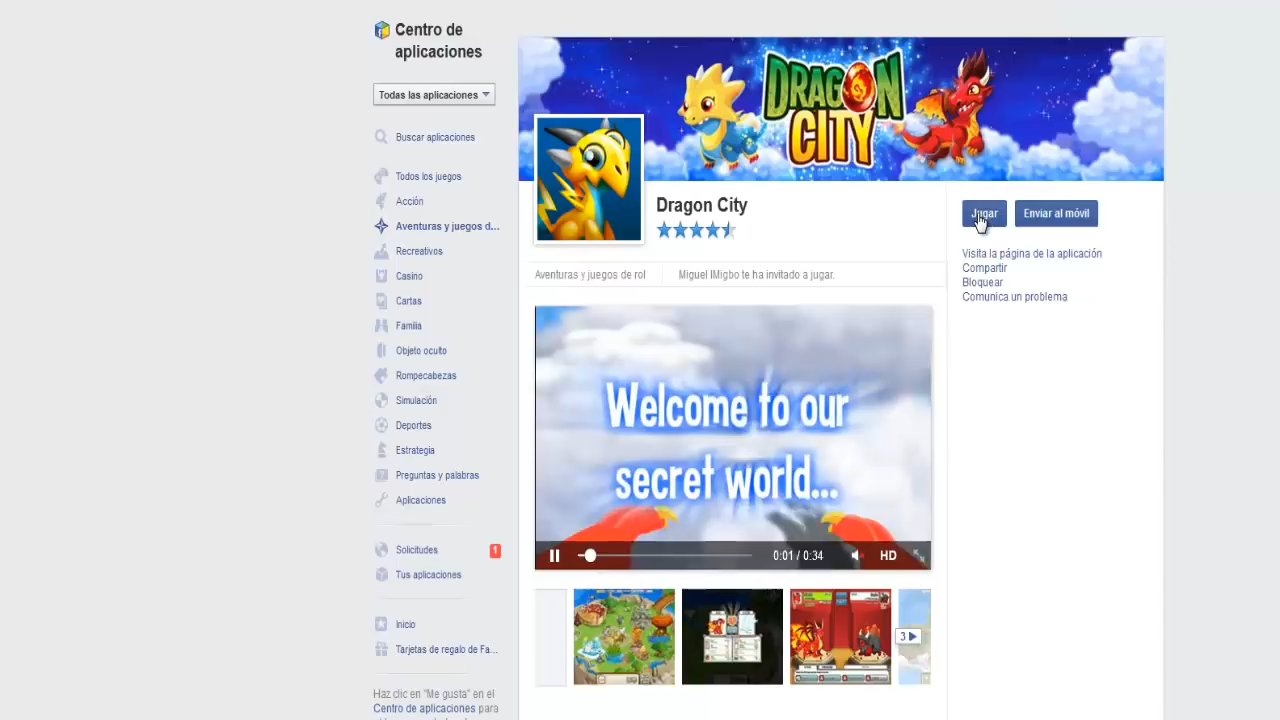 Centro de
aplicaciones
Todas las aplicaciones
Buscar aplicaciones
Todos los juegos
Acción
Aventuras y juegos d...
Recreativos
Casino
Cartas
Familia
Objeto oculto
Rompecabezas
Simulación
Deportes
Estrategia
Preguntas y palabras
Aplicaciones
Solicitudes 1
Tus aplicaciones
Inicio
Tarjetas de regalo de Fa...
Haz clic en "Me gusta" en el
Centro de aplicaciones para
DRAGON
CITY
Dragon City
Jugar Enviar al móvil
Visita la página de la aplicación
Compartir
Bloquear
Comunica un problema
Aventuras y juegos de rol Miguel IMigbo te ha invitado a jugar.
Welcome to our
secret world...
0:01 / 0:34 HD
3